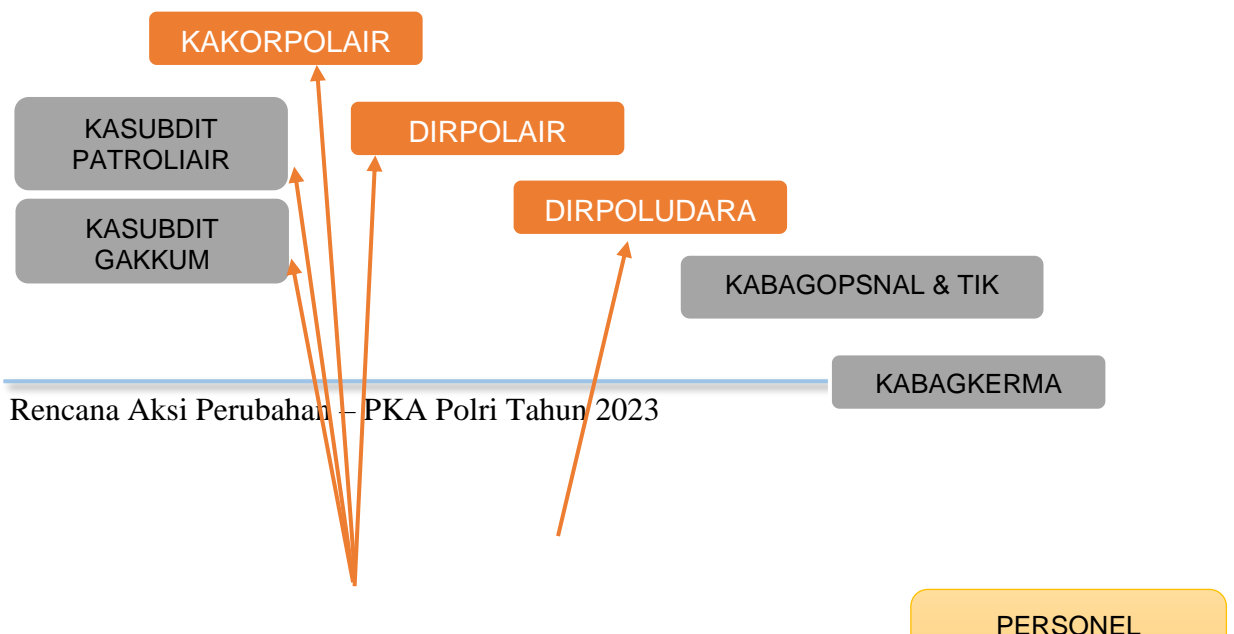 KAKORPOLAIR
KASUBDIT
PATROLIAIR
DIRPOLAIR
KASUBDIT
GAKKUM
DIRPOLUDARA
KABAGOPSNAL & TIK
KABAGKERMA
Rencana Aksi Perubahan – PKA Polri Tahun 2023
PERSONEL